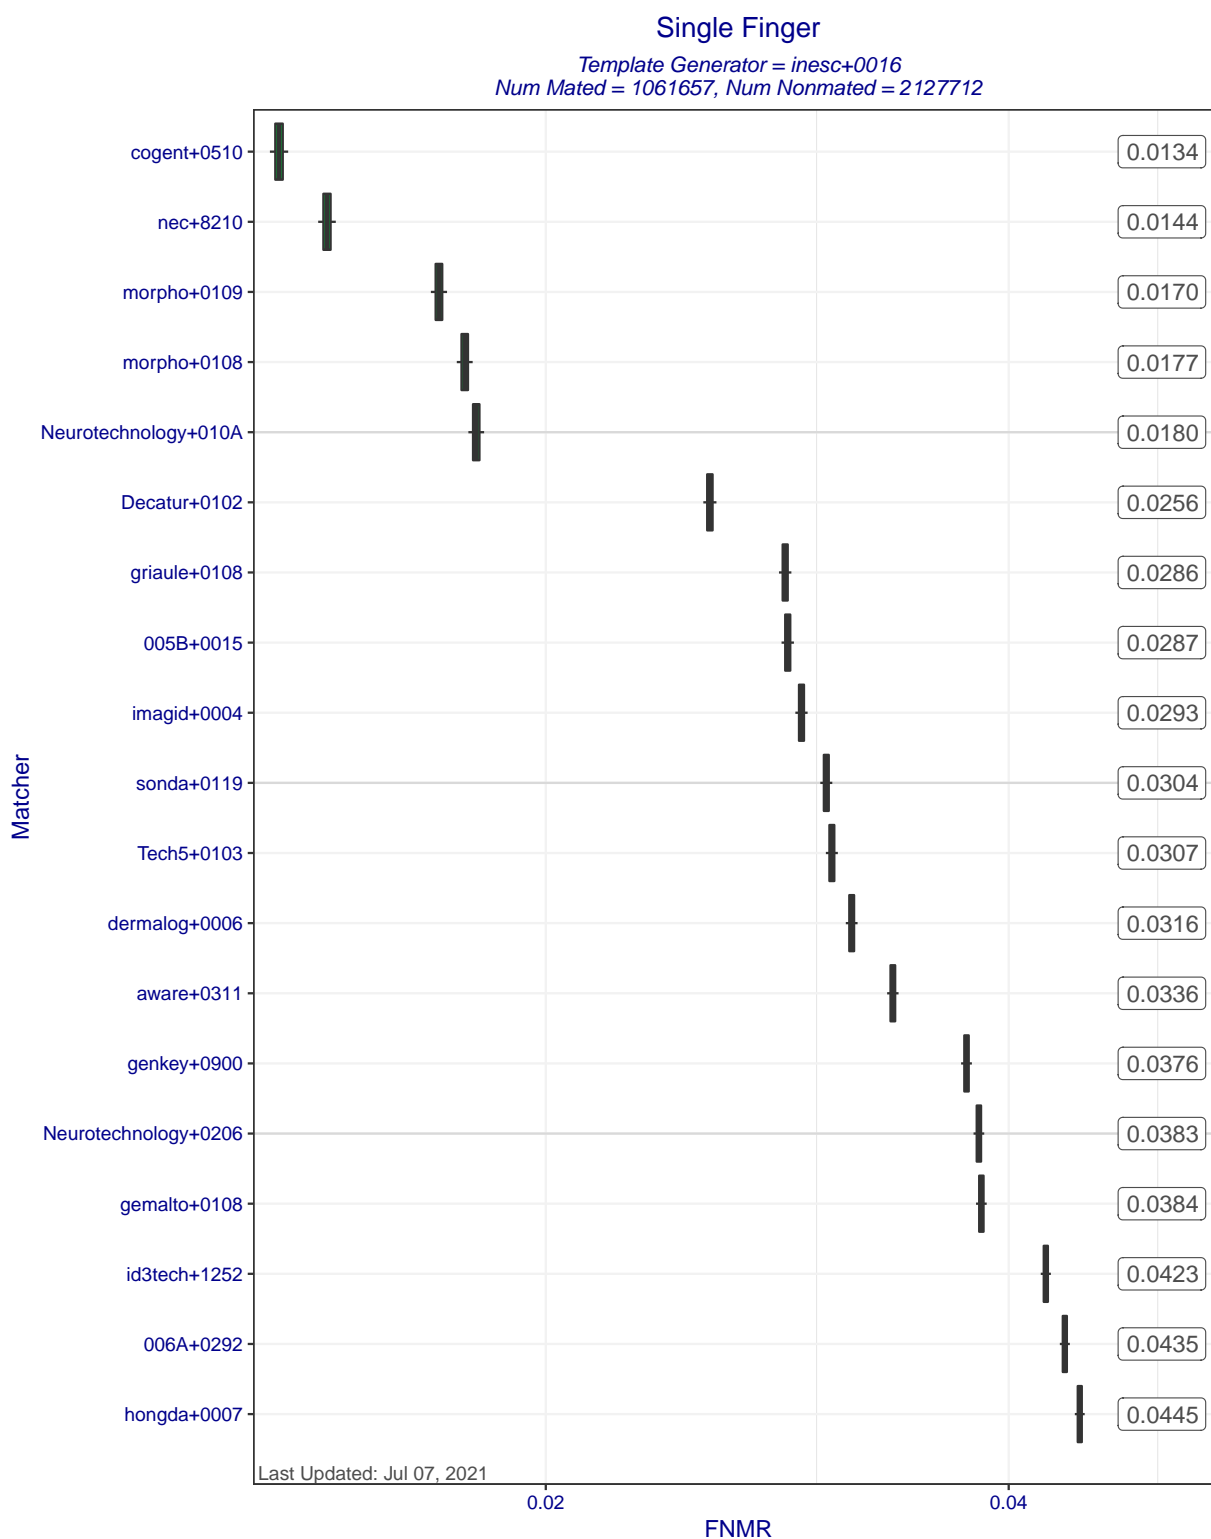 Single Finger
Template Generator = inesc+0016
Num Mated = 1061657, Num Nonmated = 2127712
cogent+0510 0.0134
nec+8210 0.0144
morpho+0109 0.0170
morpho+0108 0.0177
Neurotechnology+010A 0.0180
Decatur+0102 0.0256
griaule+0108 0.0286
005B+0015 0.0287
imagid+0004 0.0293
sonda+0119 0.0304
Tech5+0103 0.0307
dermalog+0006 0.0316
aware+0311 0.0336
genkey+0900 0.0376
Neurotechnology+0206 0.0383
gemalto+0108 0.0384
id3tech+1252 0.0423
006A+0292 0.0435
hongda+0007 0.0445
Matcher
Last Updated: Jul 07, 2021
0.02 0.04
FNMR